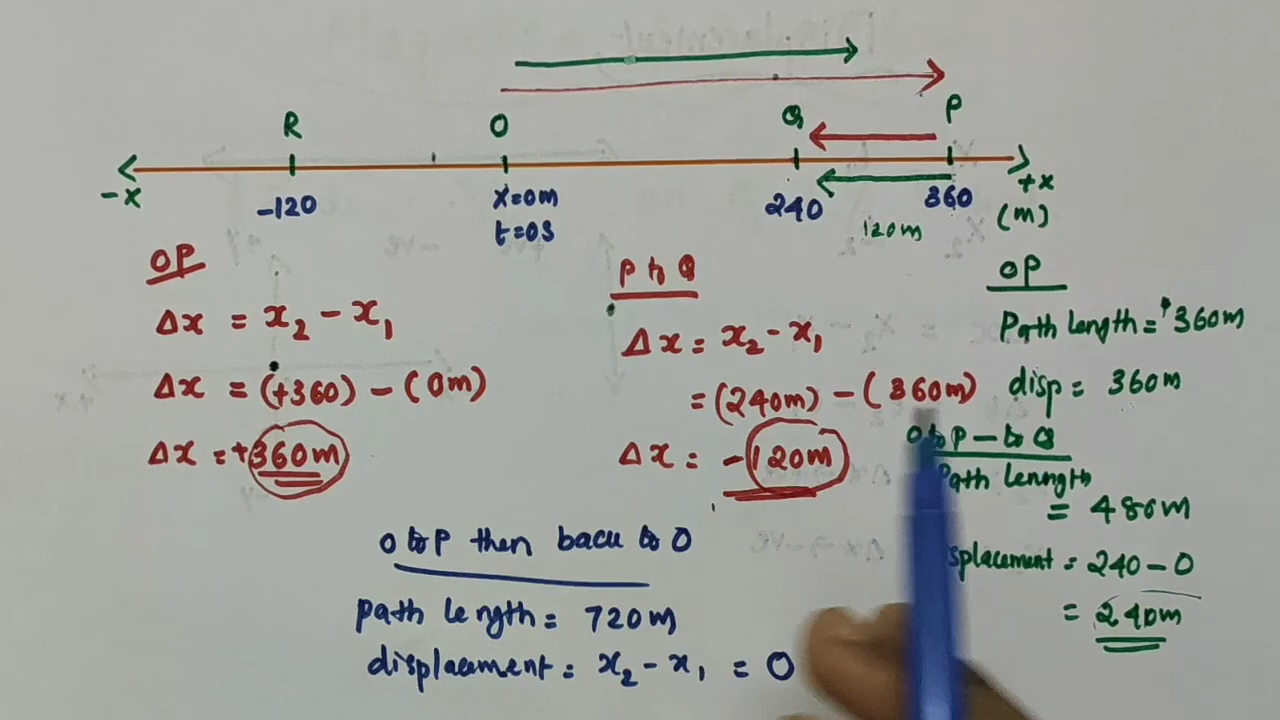 R O Q P
-x +x
-120 x=0m 240 360 (m)
t=0s 120m
OP
Δx = x₂ - x₁
Δx = (+360) - (0m)
Δx = +360m
P to Q
Δx = x₂ - x₁
= (240m) - (360m)
Δx = -120m
OP
Path length = 360m
disp = 360m
O to P - to Q
Path lenngth
= 480m
splacement = 240 - 0
= 240m
O to P then back to O
path length = 720m
displacement = x₂ - x₁ = 0